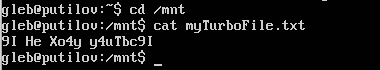 gleb@putilov:~$ cd /mnt
gleb@putilov:/mnt$ cat myTurboFile.txt
9I He Xo4y y4uTbc9I
gleb@putilov:/mnt$ _